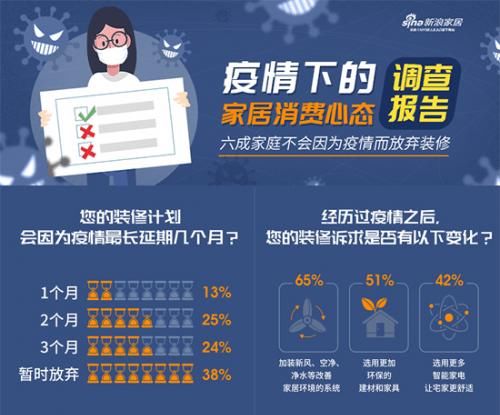 sina新浪家居
疫情下的
家居消费心态
调查
报告
六成家庭不会因为疫情而放弃装修
您的装修计划
会因为疫情最长延期几个月？
1个月 13%
2个月 25%
3个月 24%
暂时放弃 38%
经历过疫情之后，
您的装修诉求是否有以下变化？
65%
加装新风、空净、
净水等改善
家居环境的系统
51%
选用更加
环保的
建材和家具
42%
选用更多
智能家电
让宅家更舒适